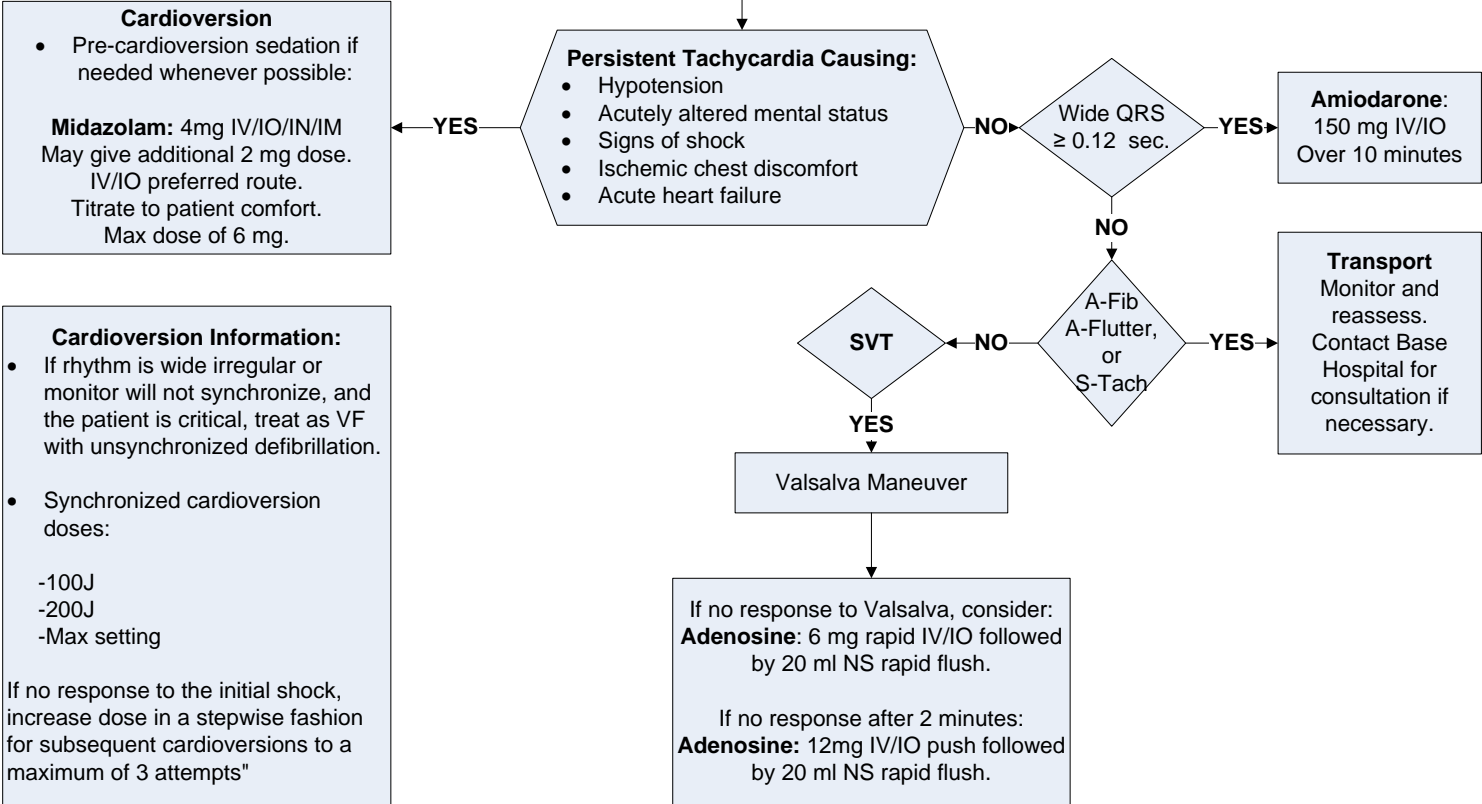 Cardioversion
• Pre-cardioversion sedation if
needed whenever possible:
Midazolam: 4mg IV/IO/IN/IM
May give additional 2 mg dose.
IV/IO preferred route.
Titrate to patient comfort.
Max dose of 6 mg.
YES
Persistent Tachycardia Causing:
• Hypotension
• Acutely altered mental status
• Signs of shock
• Ischemic chest discomfort
• Acute heart failure
NO
Wide QRS
≥ 0.12 sec.
YES
Amiodarone:
150 mg IV/IO
Over 10 minutes
NO
A-Fib
A-Flutter,
or
S-Tach
YES
Transport
Monitor and
reassess.
Contact Base
Hospital for
consultation if
necessary.
NO
SVT
YES
Valsalva Maneuver
If no response to Valsalva, consider:
Adenosine: 6 mg rapid IV/IO followed
by 20 ml NS rapid flush.
If no response after 2 minutes:
Adenosine: 12mg IV/IO push followed
by 20 ml NS rapid flush.
Cardioversion Information:
• If rhythm is wide irregular or
monitor will not synchronize, and
the patient is critical, treat as VF
with unsynchronized defibrillation.
• Synchronized cardioversion
doses:
-100J
-200J
-Max setting
If no response to the initial shock,
increase dose in a stepwise fashion
for subsequent cardioversions to a
maximum of 3 attempts"